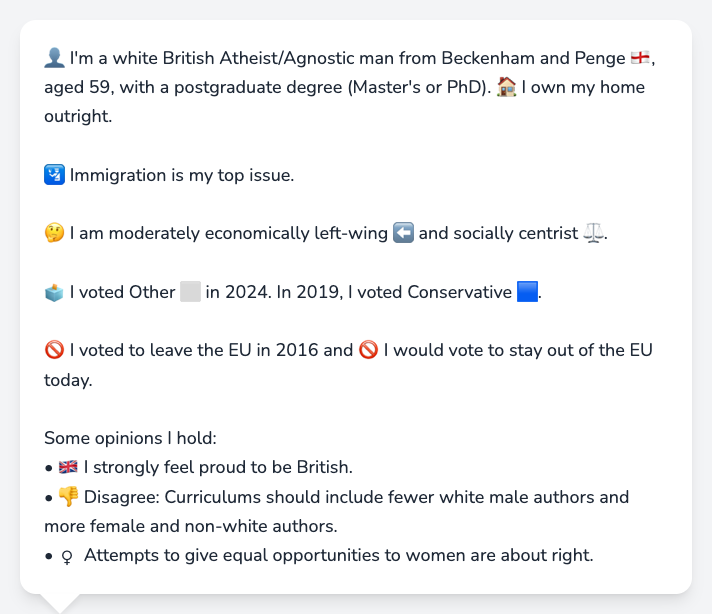 👤 I'm a white British Atheist/Agnostic man from Beckenham and Penge 🏴󠁧󠁢󠁥󠁮󠁧󠁿,
aged 59, with a postgraduate degree (Master's or PhD). 🏠 I own my home
outright.
🛂 Immigration is my top issue.
🤔 I am moderately economically left-wing ⬅️ and socially centrist ⚖️.
🗳️ I voted Other ⬜ in 2024. In 2019, I voted Conservative 🟦.
🚫 I voted to leave the EU in 2016 and 🚫 I would vote to stay out of the EU
today.
Some opinions I hold:
• 🇬🇧 I strongly feel proud to be British.
• 👎 Disagree: Curriculums should include fewer white male authors and
more female and non-white authors.
• ♀ Attempts to give equal opportunities to women are about right.